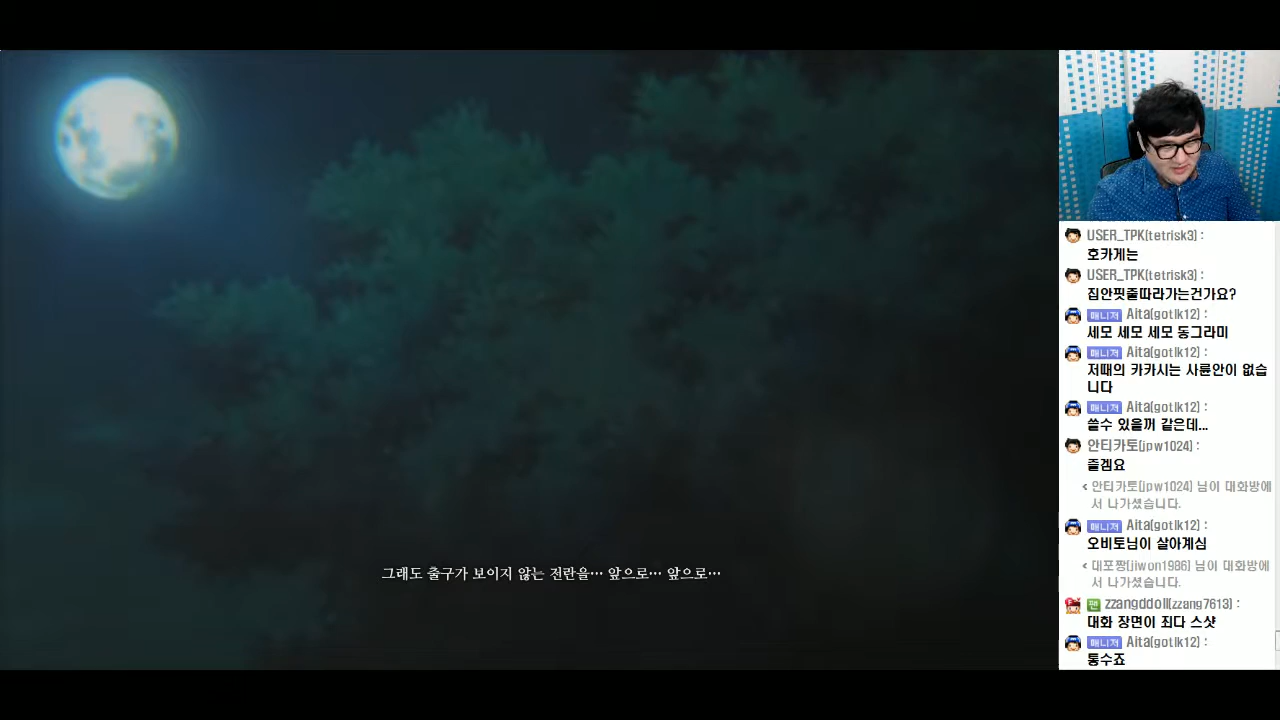 그래도 출구가 보이지 않는 전란을… 앞으로… 앞으로…
USER_TPK(tetrisk3) :
호카게는
USER_TPK(tetrisk3) :
집안핏줄따라가는건가요?
매니저 Aita(gotlk12) :
세모 세모 세모 동그라미
매니저 Aita(gotlk12) :
저때의 카카시는 사륜안이 없습
니다
매니저 Aita(gotlk12) :
쓸수 있을꺼 같은데...
안티카토(jpw1024) :
즐겜요
< 안티카토(jpw1024) 님이 대화방에
서 나가셨습니다.
매니저 Aita(gotlk12) :
오비토님이 살아계심
< 대포짱(jiwon1986) 님이 대화방에
서 나가셨습니다.
팬 zzangddoll(zzang7613) :
대화 장면이 죄다 스샷
매니저 Aita(gotlk12) :
통수죠